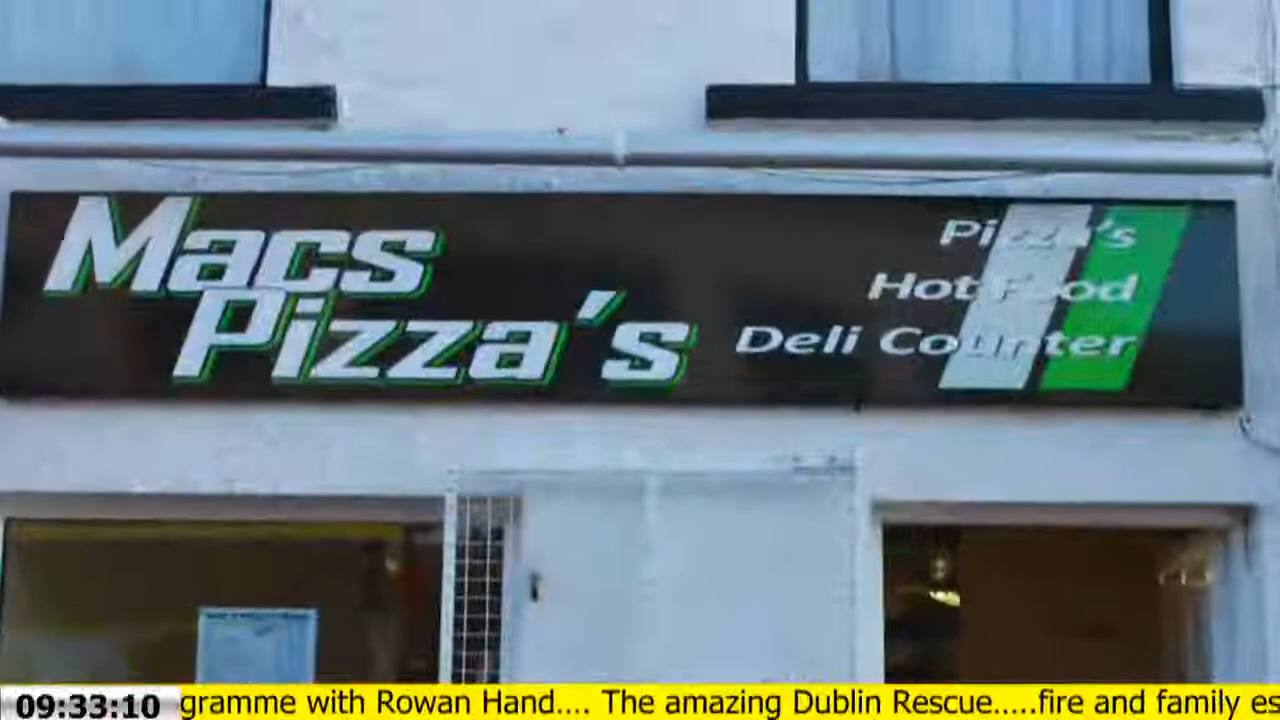 Macs
Pizza's
Pizza's
Hot Food
Deli Counter
09:33:10
gramme with Rowan Hand.... The amazing Dublin Rescue.....fire and family es